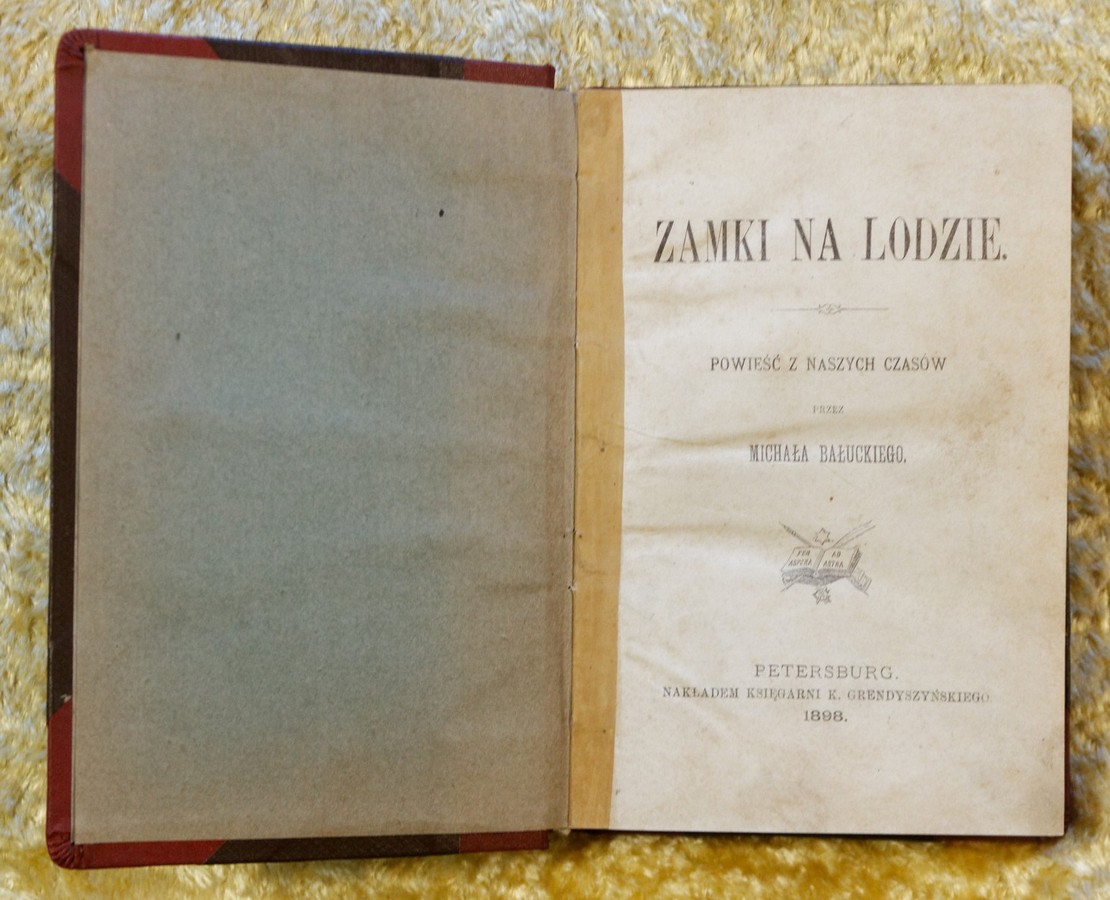 ZAMKI NA LODZIE.
POWIEŚĆ Z NASZYCH CZASÓW
PRZEZ
MICHAŁA BAŁUCKIEGO.
PER AD
ASPERA ASTRA.
PETERSBURG.
NAKŁADEM KSIĘGARNI K. GRENDYSZYŃSKIEGO.
1898.